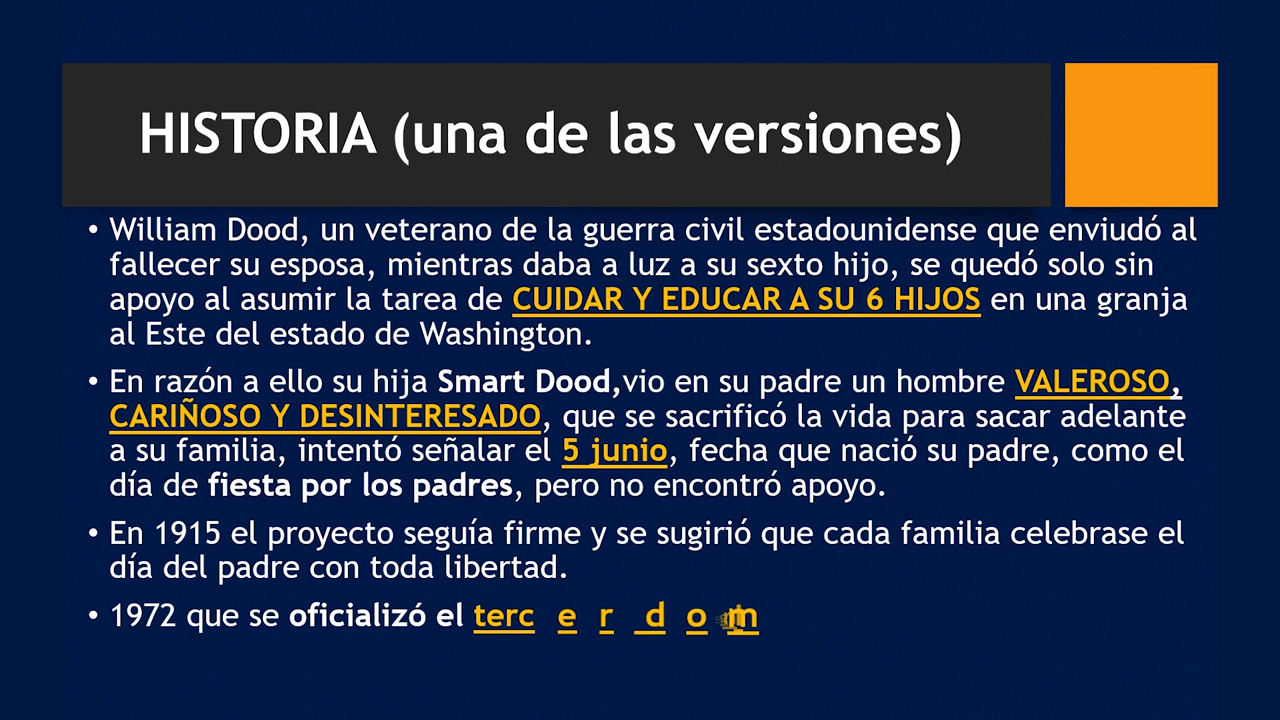 HISTORIA (una de las versiones)
• William Dood, un veterano de la guerra civil estadounidense que enviudó al
fallecer su esposa, mientras daba a luz a su sexto hijo, se quedó solo sin
apoyo al asumir la tarea de CUIDAR Y EDUCAR A SU 6 HIJOS en una granja
al Este del estado de Washington.
• En razón a ello su hija Smart Dood,vio en su padre un hombre VALEROSO,
CARIÑOSO Y DESINTERESADO, que se sacrificó la vida para sacar adelante
a su familia, intentó señalar el 5 junio, fecha que nació su padre, como el
día de fiesta por los padres, pero no encontró apoyo.
• En 1915 el proyecto seguía firme y se sugirió que cada familia celebrase el
día del padre con toda libertad.
• 1972 que se oficializó el terc e r d o m